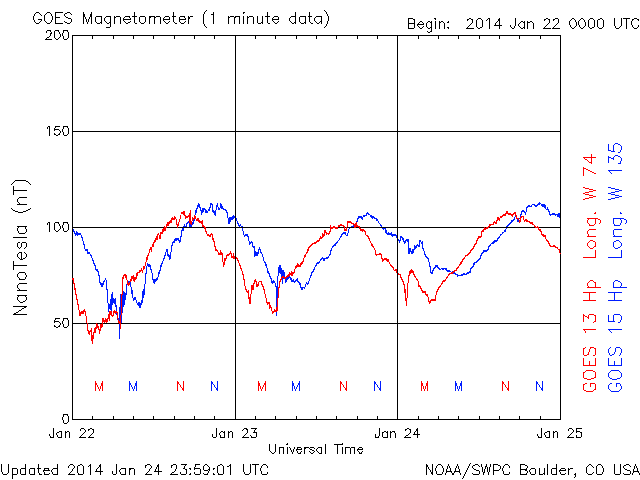 GOES Magnetometer (1 minute data)
Begin: 2014 Jan 22 0000 UTC
200
150
100
50
0
NanoTesla (nT)
M M N N M M N N M M N N
Jan 22 Jan 23 Jan 24 Jan 25
Universal Time
GOES 13 Hp Long. W 74
GOES 15 Hp Long. W 135
Updated 2014 Jan 24 23:59:01 UTC
NOAA/SWPC Boulder, CO USA